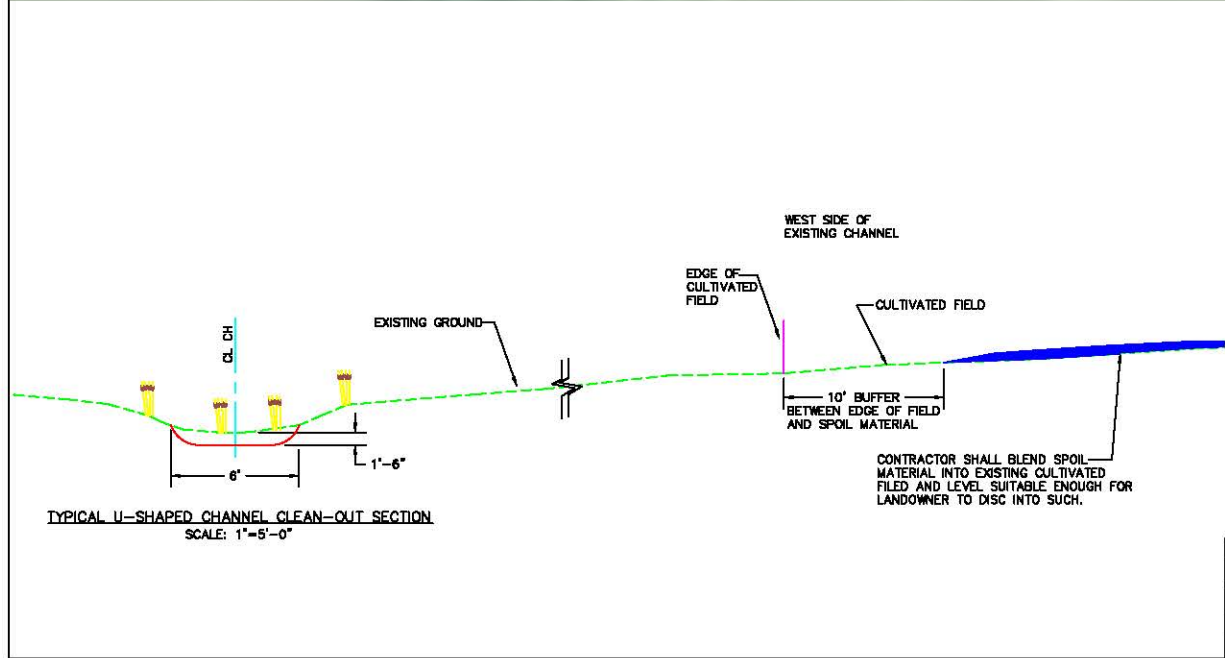 WEST SIDE OF
EXISTING CHANNEL
EDGE OF
CULTIVATED
FIELD
CULTIVATED FIELD
EXISTING GROUND
CL CH
10' BUFFER
BETWEEN EDGE OF FIELD
AND SPOIL MATERIAL
1'-6"
6'
CONTRACTOR SHALL BLEND SPOIL
MATERIAL INTO EXISTING CULTIVATED
FILED AND LEVEL SUITABLE ENOUGH FOR
LANDOWNER TO DISC INTO SUCH.
TYPICAL U-SHAPED CHANNEL CLEAN-OUT SECTION
SCALE: 1"=5'-0"